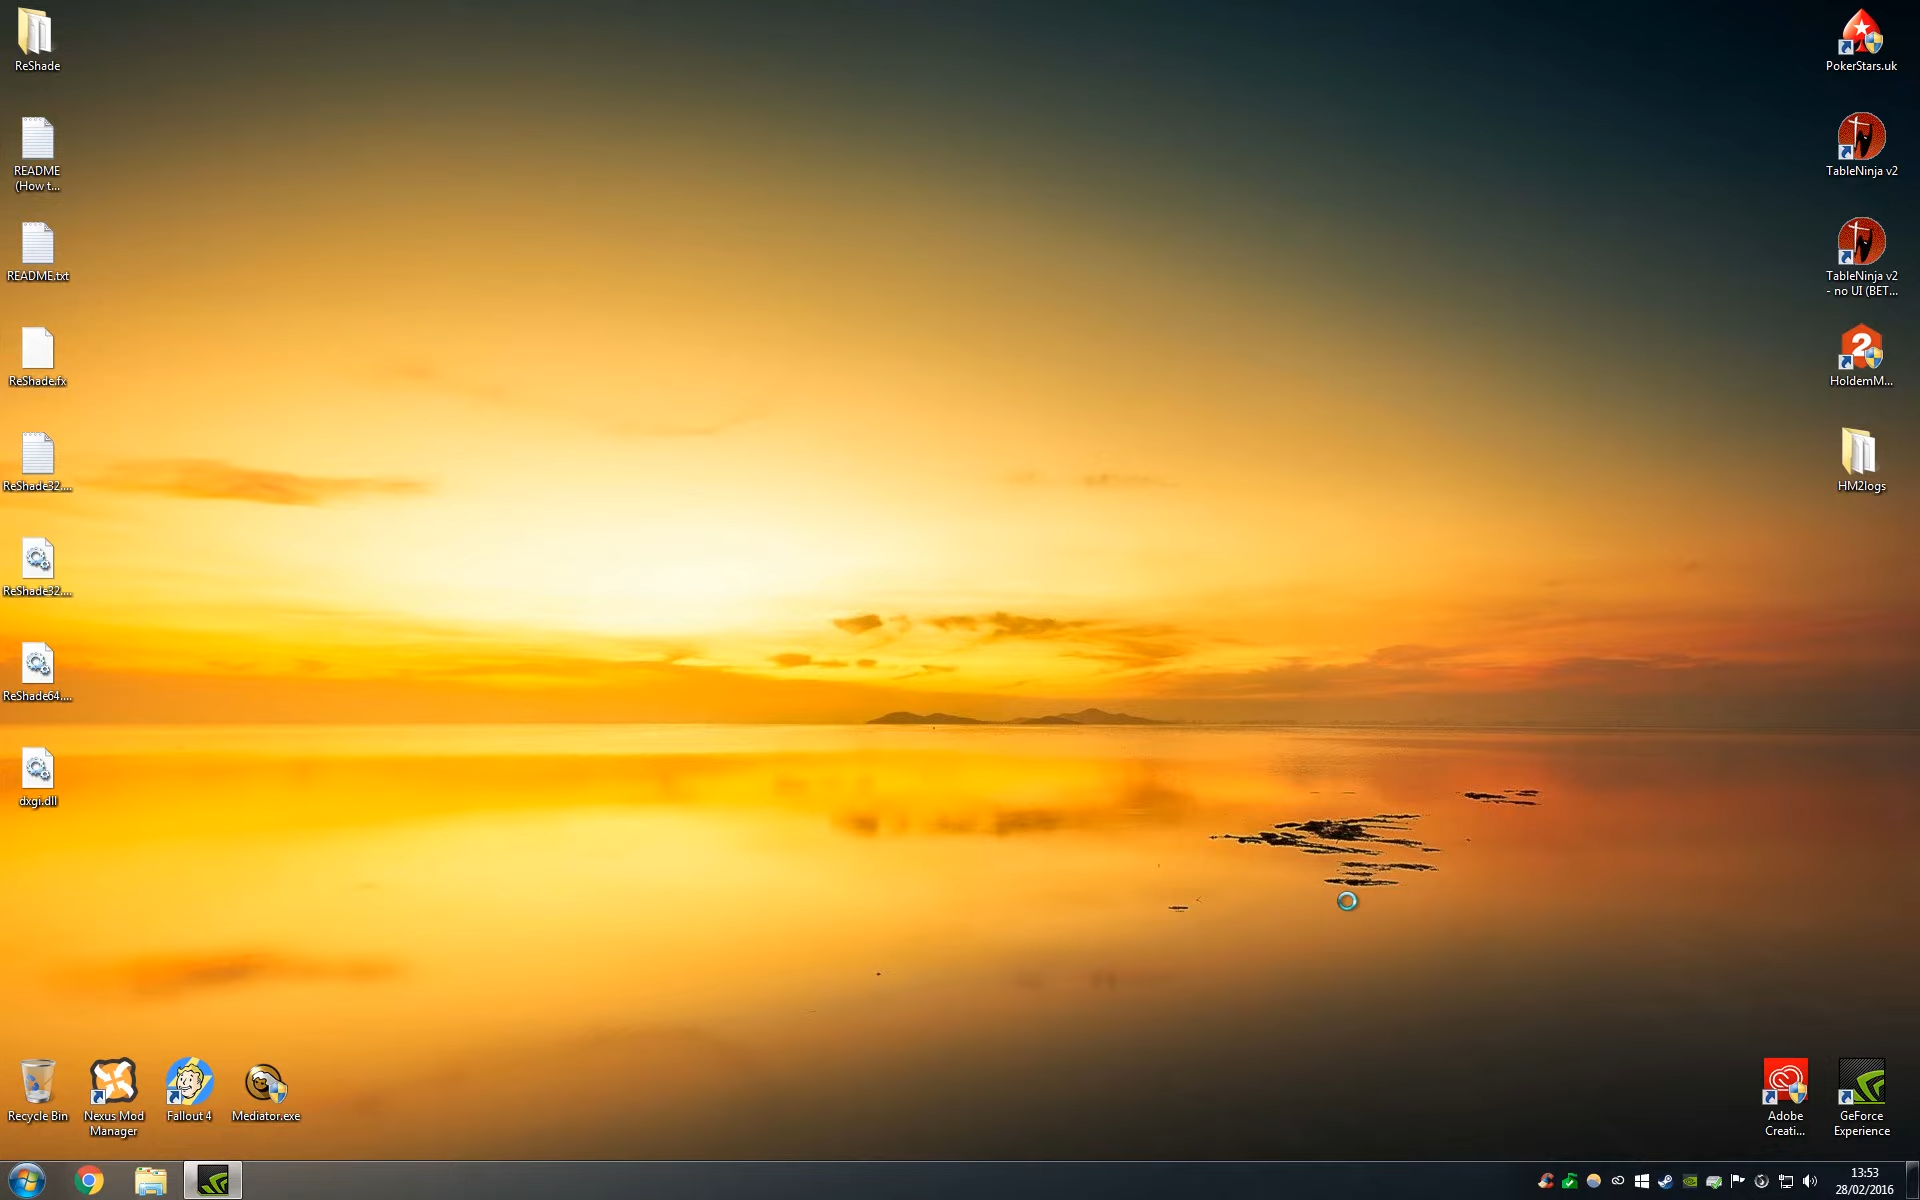 ReShade
README
(How t...
README.txt
ReShade.fx
ReShade32....
ReShade32....
ReShade64....
dxgi.dll
Recycle Bin
Nexus Mod
Manager
Fallout 4
Mediator.exe
PokerStars.uk
TableNinja v2
TableNinja v2
- no UI (BET...
2
HoldemM...
HM2logs
Adobe
Creati...
GeForce
Experience
13:53
28/02/2016